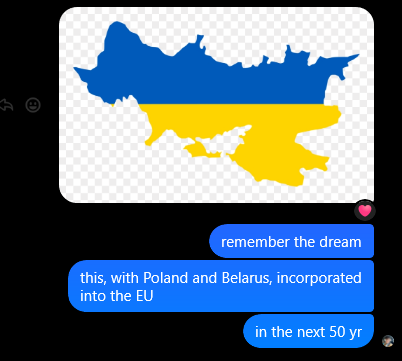 remember the dream
this, with Poland and Belarus, incorporated
into the EU
in the next 50 yr